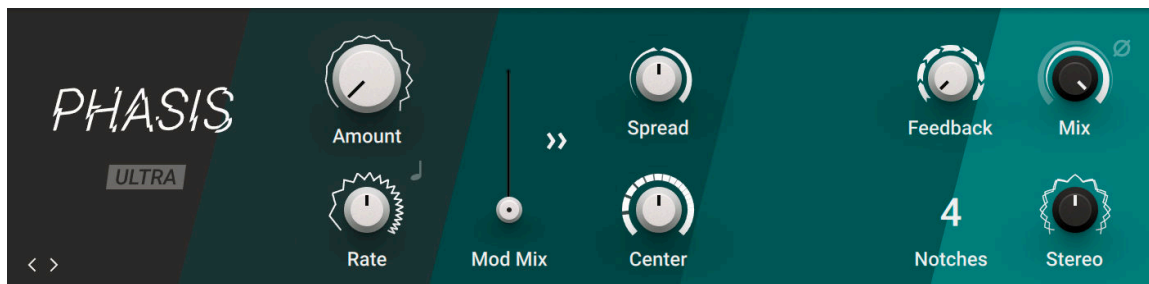 PHASIS
ULTRA
Amount
Rate
Mod Mix
Spread
Center
Feedback
4
Notches
Mix
Stereo